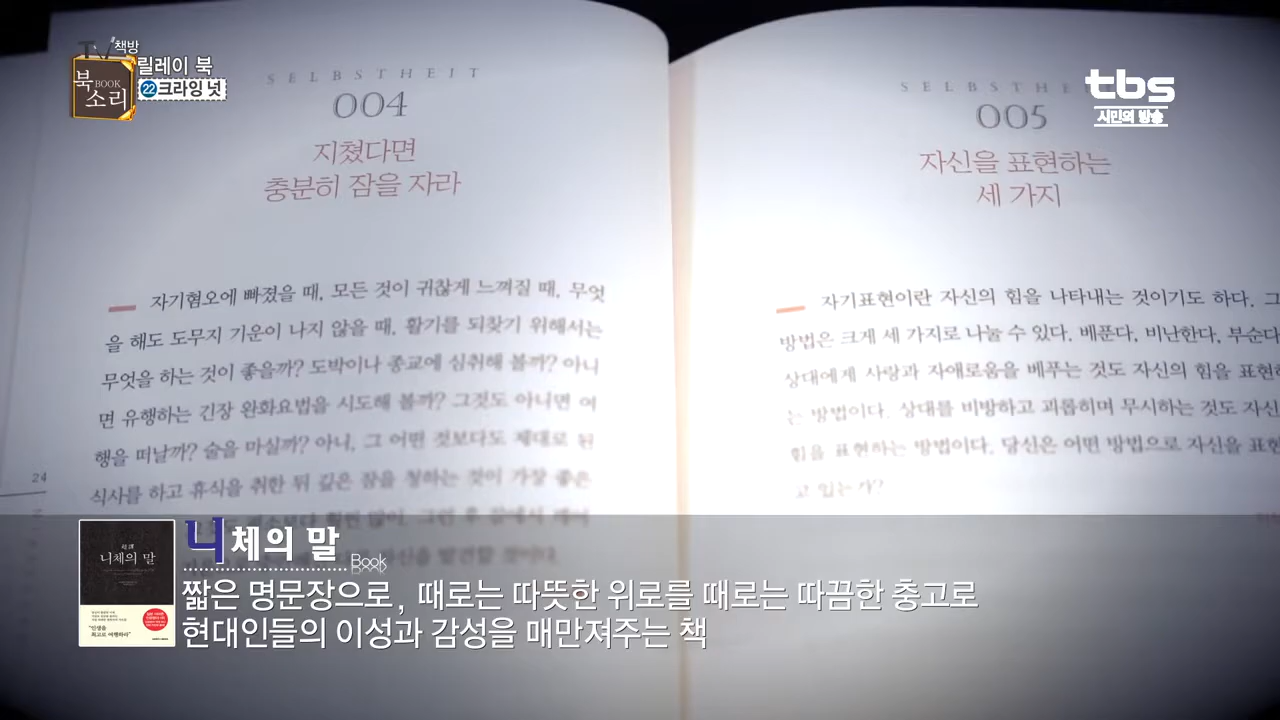 TV 책방
북소리
BOOK
릴레이 북
22 크라잉 넛
tbs
시민의 방송
SELBSTHEIT
004
지쳤다면
충분히 잠을 자라
자기혐오에 빠졌을 때, 모든 것이 귀찮게 느껴질 때, 무엇
을 해도 도무지 기운이 나지 않을 때, 활기를 되찾기 위해서는
무엇을 하는 것이 좋을까? 도박이나 종교에 심취해 볼까? 아니
면 유행하는 긴장 완화요법을 시도해 볼까? 그것도 아니면 여
행을 떠날까? 술을 마실까? 아니, 그 어떤 것보다도 제대로 된
식사를 하고 휴식을 취한 뒤 깊은 잠을 청하는 것이 가장 좋은
24
SELBSTHE
005
자신을 표현하는
세 가지
자기표현이란 자신의 힘을 나타내는 것이기도 하다. 그
방법은 크게 세 가지로 나눌 수 있다. 베푼다, 비난한다, 부순다
상대에게 사랑과 자애로움을 베푸는 것도 자신의 힘을 표현하
는 방법이다. 상대를 비방하고 괴롭히며 무시하는 것도 자신
힘을 표현하는 방법이다. 당신은 어떤 방법으로 자신을 표현
고 있는가?
니체의 말
니체의 말
Book
짧은 명문장으로, 때로는 따뜻한 위로를 때로는 따끔한 충고로
현대인들의 이성과 감성을 매만져주는 책